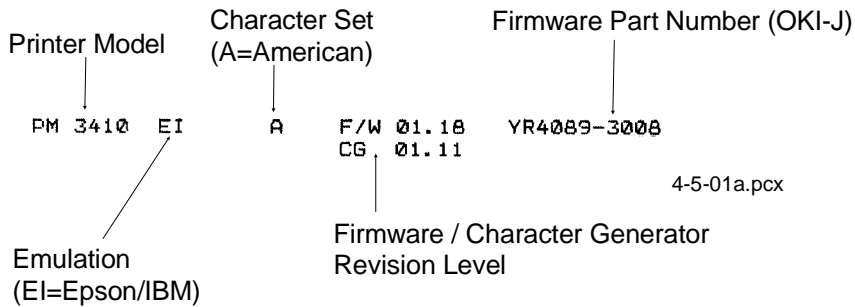 Printer Model
Character Set
(A=American)
Firmware Part Number (OKI-J)
PM 3410 EI A F/W 01.18 YR4089-3008
CG 01.11
4-5-01a.pcx
Emulation
(EI=Epson/IBM)
Firmware / Character Generator
Revision Level